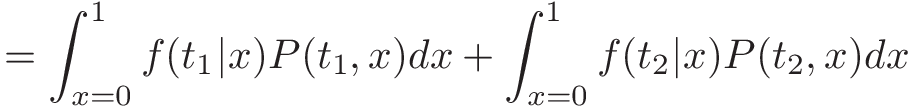 = \int_{x=0}^{1} f(t_1|x)P(t_1, x)dx + \int_{x=0}^{1} f(t_2|x)P(t_2, x)dx